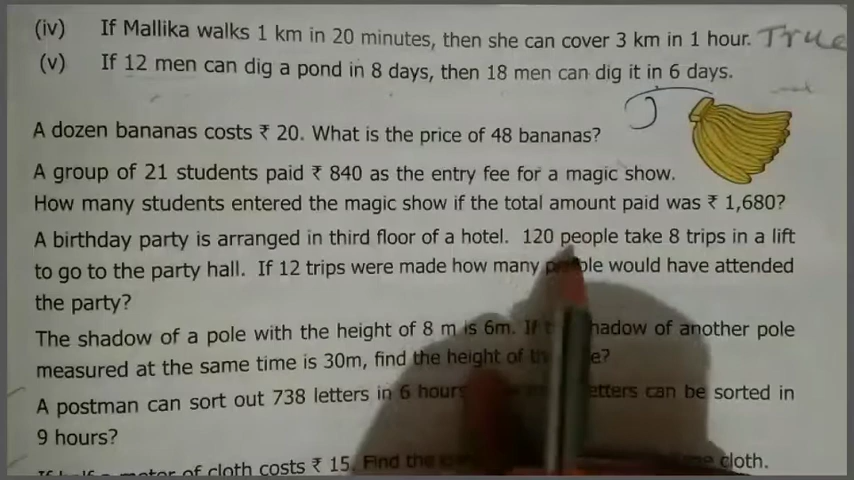 (iv) If Mallika walks 1 km in 20 minutes, then she can cover 3 km in 1 hour. True
(v) If 12 men can dig a pond in 8 days, then 18 men can dig it in 6 days.
A dozen bananas costs ₹ 20. What is the price of 48 bananas?
A group of 21 students paid ₹ 840 as the entry fee for a magic show.
How many students entered the magic show if the total amount paid was ₹ 1,680?
A birthday party is arranged in third floor of a hotel. 120 people take 8 trips in a lift
to go to the party hall. If 12 trips were made how many people would have attended
the party?
The shadow of a pole with the height of 8 m is 6m. If shadow of another pole
measured at the same time is 30m, find the height of
A postman can sort out 738 letters in 6 hours letters can be sorted in
9 hours?
of cloth costs ₹ 15. Find the cloth.